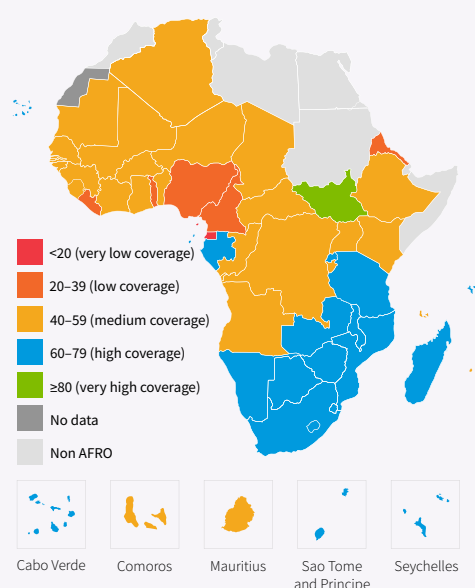 <20 (very low coverage)
20–39 (low coverage)
40–59 (medium coverage)
60–79 (high coverage)
≥80 (very high coverage)
No data
Non AFRO
Cabo Verde
Comoros
Mauritius
Sao Tome
and Principe
Seychelles